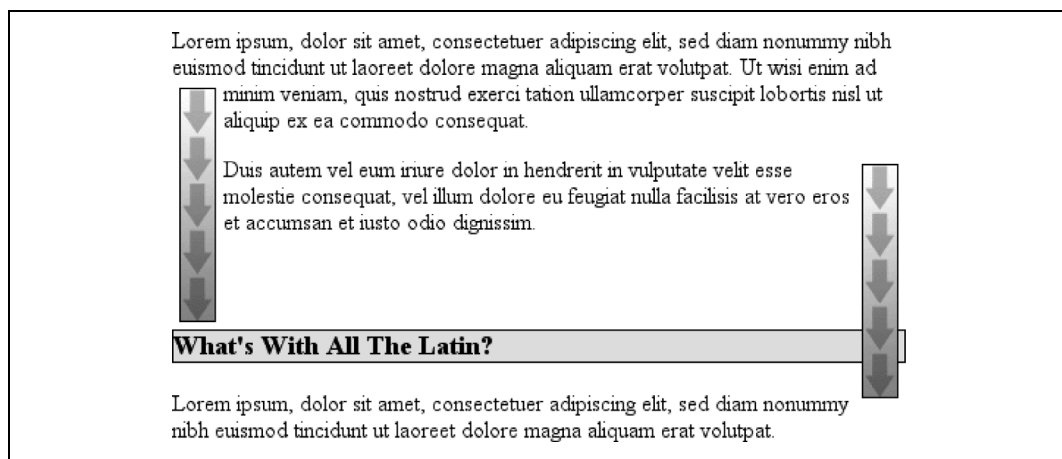 Lorem ipsum, dolor sit amet, consectetuer adipiscing elit, sed diam nonummy nibh
euismod tincidunt ut laoreet dolore magna aliquam erat volutpat. Ut wisi enim ad
minim veniam, quis nostrud exerci tation ullamcorper suscipit lobortis nisl ut
aliquip ex ea commodo consequat.
Duis autem vel eum iriure dolor in hendrerit in vulputate velit esse
molestie consequat, vel illum dolore eu feugiat nulla facilisis at vero eros
et accumsan et iusto odio dignissim.
What's With All The Latin?
Lorem ipsum, dolor sit amet, consectetuer adipiscing elit, sed diam nonummy
nibh euismod tincidunt ut laoreet dolore magna aliquam erat volutpat.